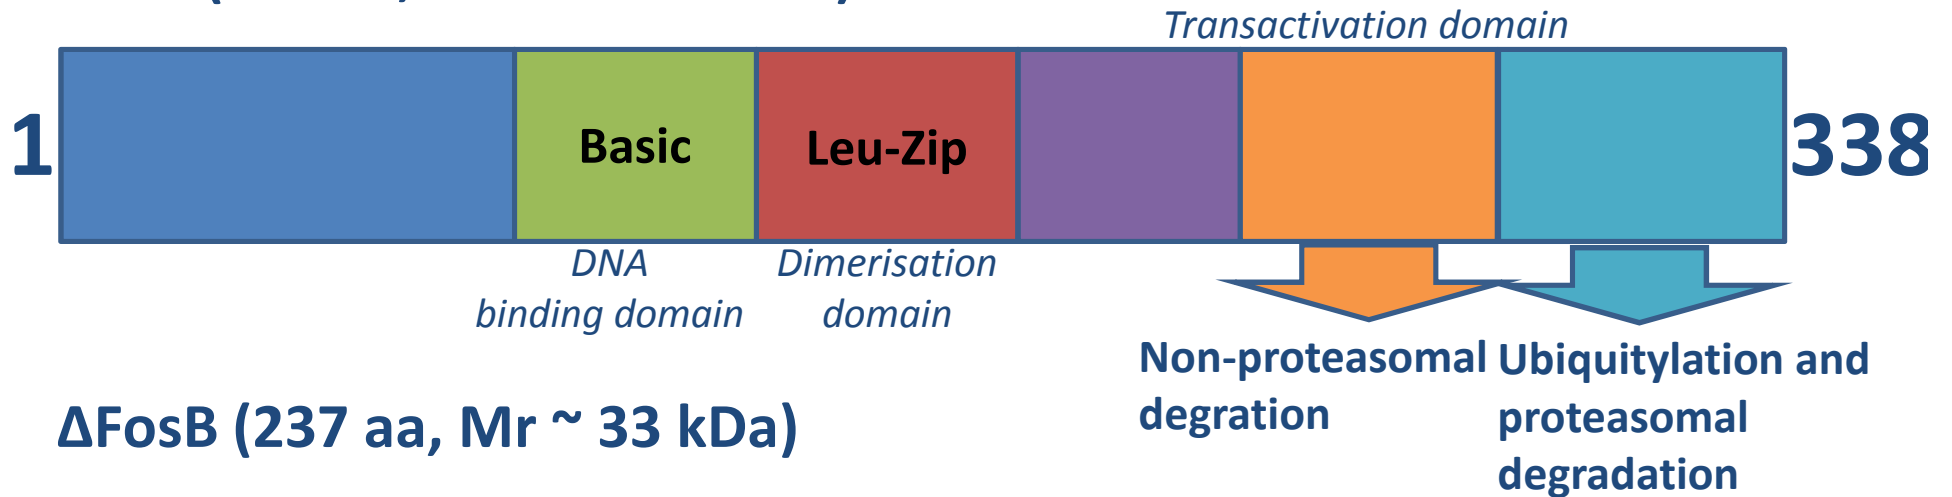 Transactivation domain
1
Basic
Leu-Zip
338
DNA
binding domain
Dimerisation
domain
Non-proteasomal
degration
Ubiquitylation and
proteasomal
degradation
ΔFosB (237 aa, Mr ~ 33 kDa)